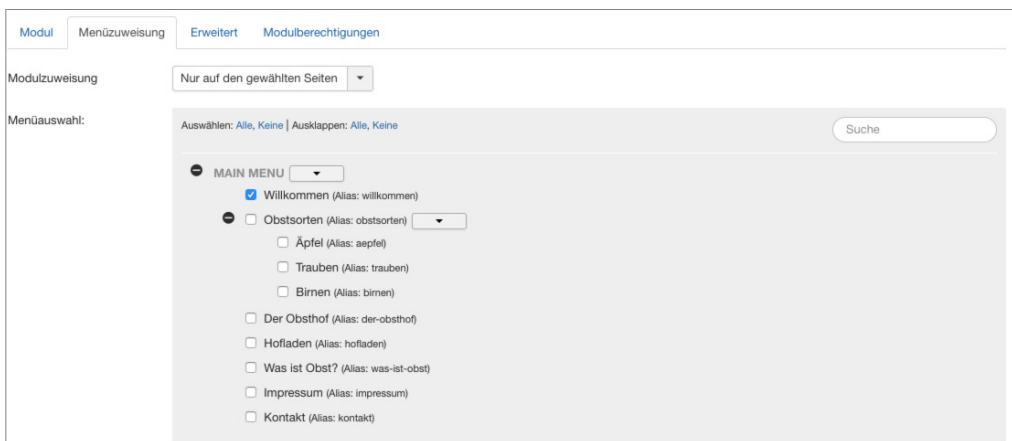 Modul Menüzuweisung Erweitert Modulberechtigungen
Modulzuweisung Nur auf den gewählten Seiten
Menüauswahl: Auswählen: Alle, Keine | Ausklappen: Alle, Keine Suche
MAIN MENU
Willkommen (Alias: willkommen)
Obstsorten (Alias: obstsorten)
Äpfel (Alias: aepfel)
Trauben (Alias: trauben)
Birnen (Alias: birnen)
Der Obsthof (Alias: der-obsthof)
Hofladen (Alias: hofladen)
Was ist Obst? (Alias: was-ist-obst)
Impressum (Alias: impressum)
Kontakt (Alias: kontakt)